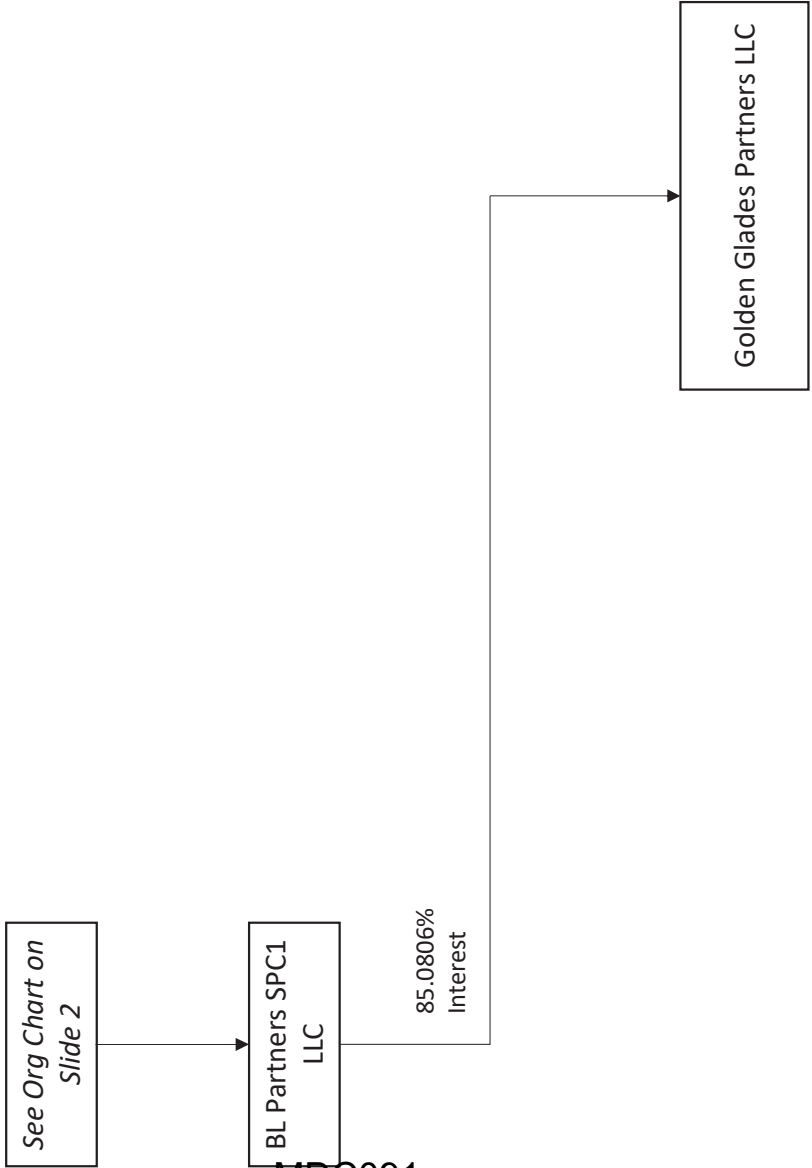 See Org Chart on
Slide 2
BL Partners SPC1
LLC
85.0806%
Interest
Golden Glades Partners LLC